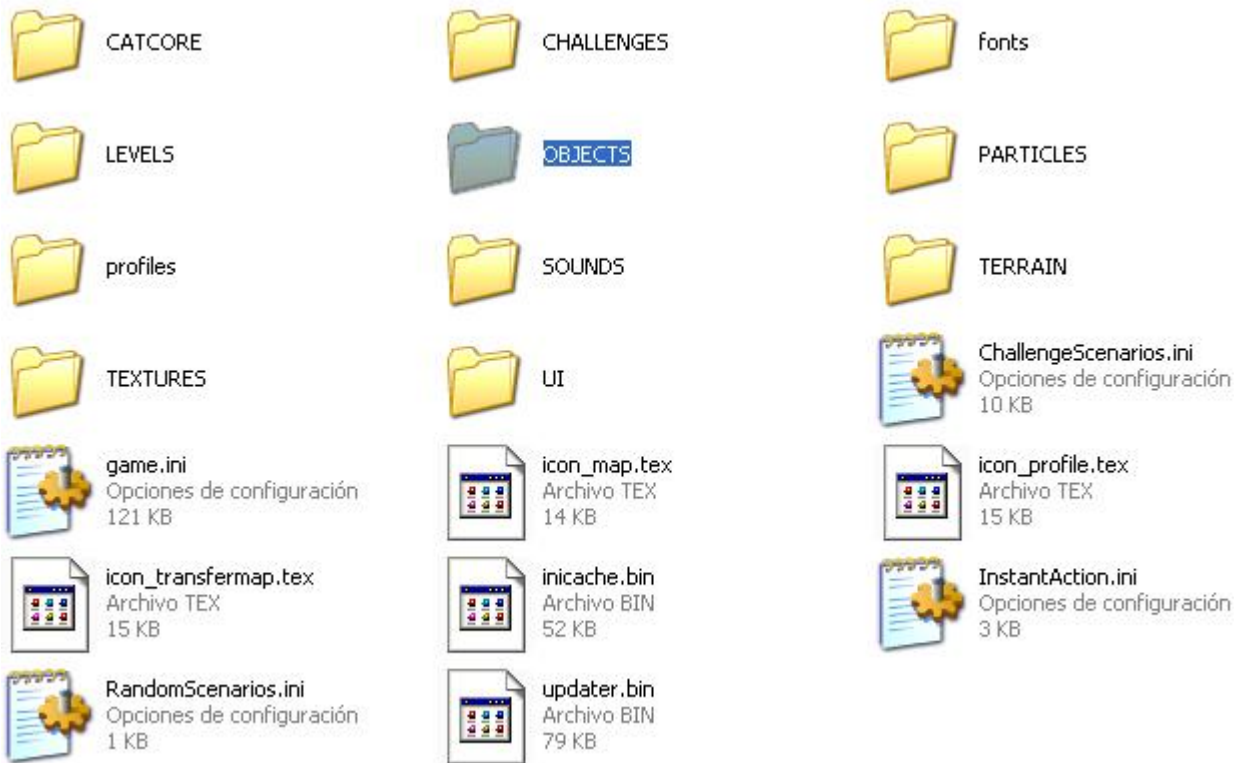 CATCORE
CHALLENGES
fonts
LEVELS
OBJECTS
PARTICLES
profiles
SOUNDS
TERRAIN
TEXTURES
UI
ChallengeScenarios.ini
Opciones de configuración
10 KB
game.ini
Opciones de configuración
121 KB
icon_map.tex
Archivo TEX
14 KB
icon_profile.tex
Archivo TEX
15 KB
icon_transfermap.tex
Archivo TEX
15 KB
inicache.bin
Archivo BIN
52 KB
InstantAction.ini
Opciones de configuración
3 KB
RandomScenarios.ini
Opciones de configuración
1 KB
updater.bin
Archivo BIN
79 KB